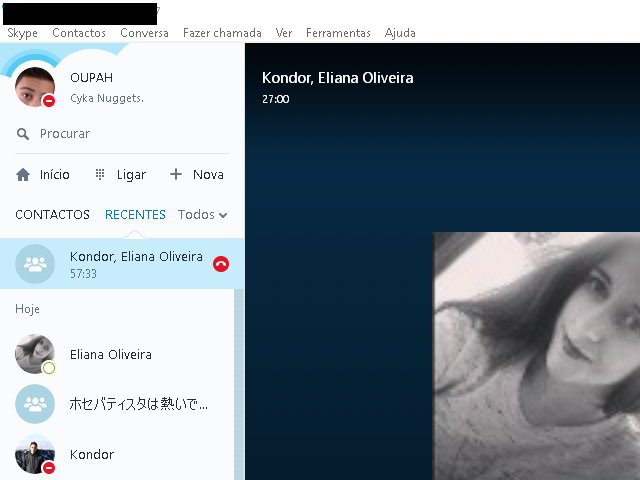 Skype Contactos Conversa Fazer chamada Ver Ferramentas Ajuda
OUPAH
Cyka Nuggets.
Procurar
Início Ligar Nova
CONTACTOS RECENTES Todos
Kondor, Eliana Oliveira
57:33
Hoje
Eliana Oliveira
ホセバティスタは熱いで...
Kondor
Kondor, Eliana Oliveira
27:00